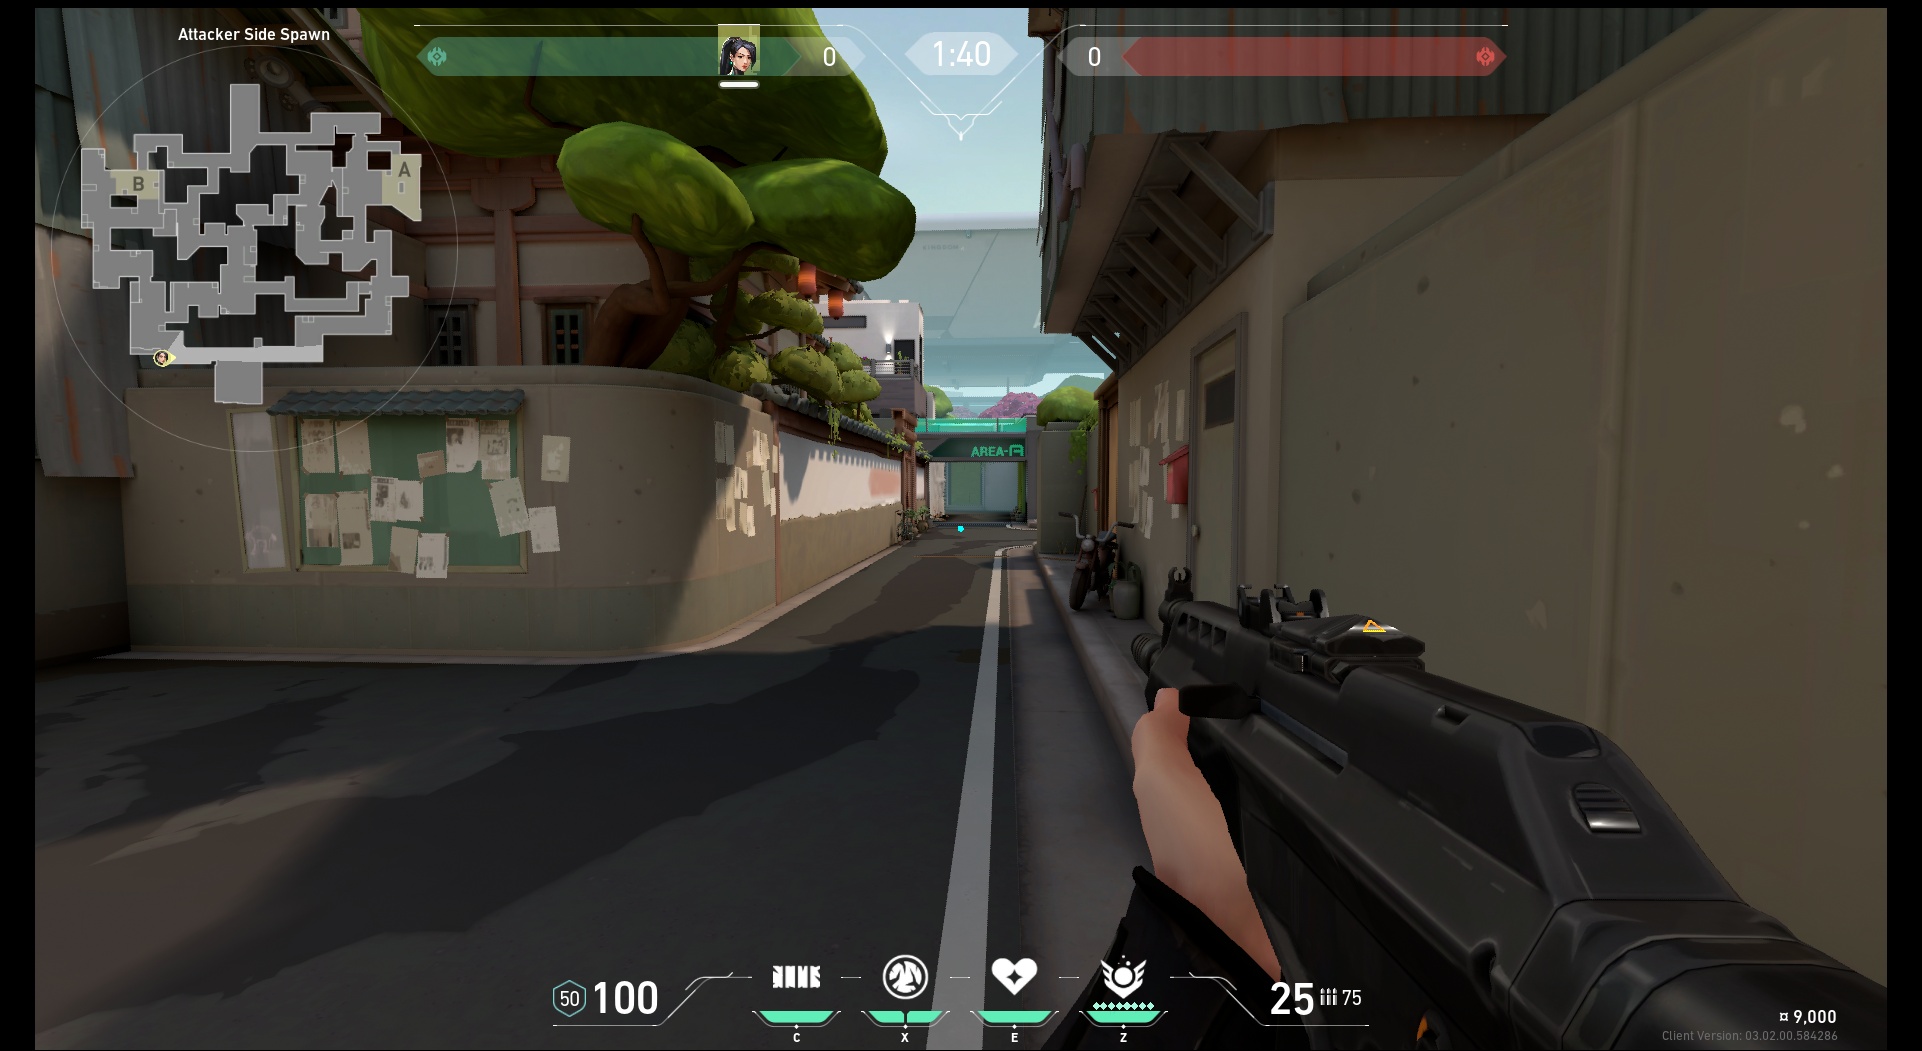 Attacker Side Spawn
0
1:40
0
A
B
AREA-A
50
100
25
75
C
X
E
Z
¤ 9,000
Client Version: 03.02.00.584286